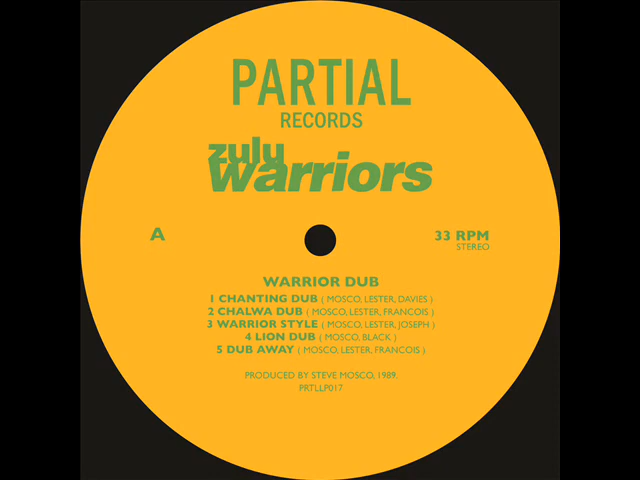 PARTIAL
RECORDS
zulu
warriors
A
33 RPM
STEREO
WARRIOR DUB
1 CHANTING DUB ( MOSCO, LESTER, DAVIES )
2 CHALWA DUB ( MOSCO, LESTER, FRANCOIS )
3 WARRIOR STYLE ( MOSCO, LESTER, JOSEPH )
4 LION DUB ( MOSCO, BLACK )
5 DUB AWAY ( MOSCO, LESTER, FRANCOIS )
PRODUCED BY STEVE MOSCO, 1989.
PRTLLP017